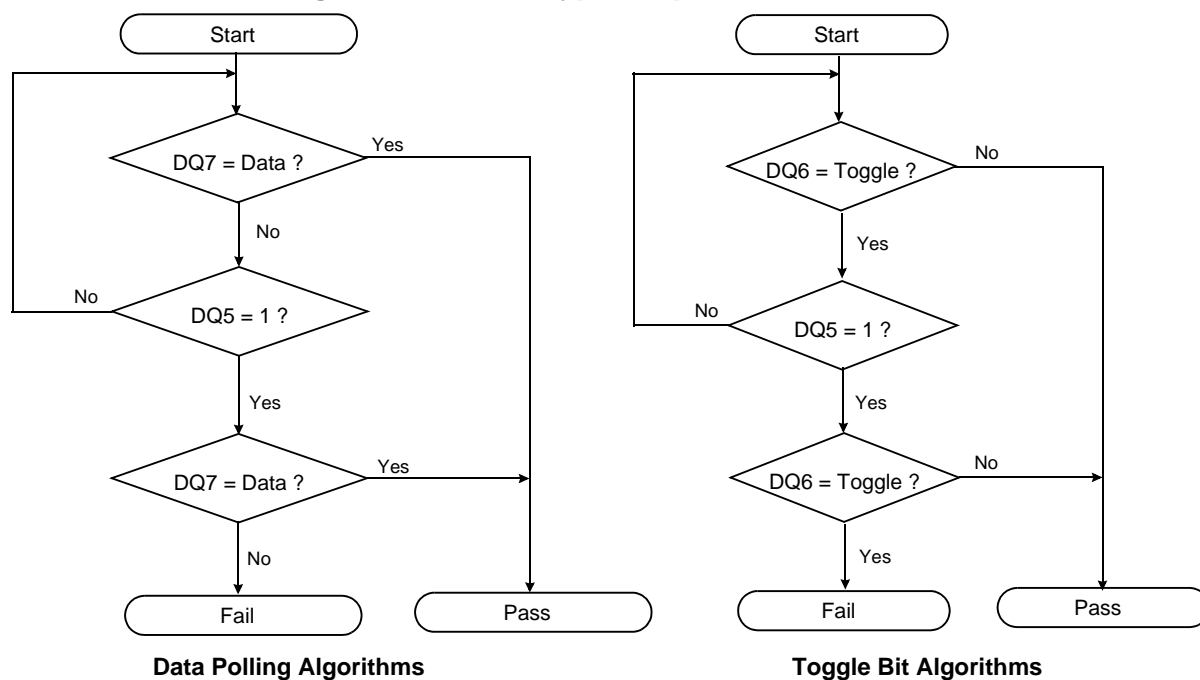 Start
DQ7 = Data ?
Yes
No
DQ5 = 1 ?
No
Yes
DQ7 = Data ?
Yes
No
Fail
Pass
Data Polling Algorithms
Start
DQ6 = Toggle ?
No
Yes
DQ5 = 1 ?
No
Yes
DQ6 = Toggle ?
No
Yes
Fail
Pass
Toggle Bit Algorithms